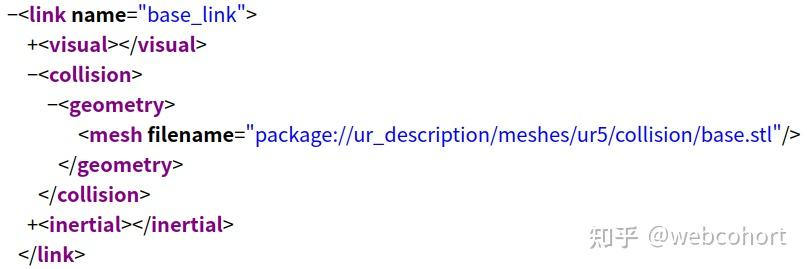 −<link name="base_link">
+<visual></visual>
−<collision>
−<geometry>
<mesh filename="package://ur_description/meshes/ur5/collision/base.stl"/>
</geometry>
</collision>
+<inertial></inertial>
</link>
知乎 @webcohort